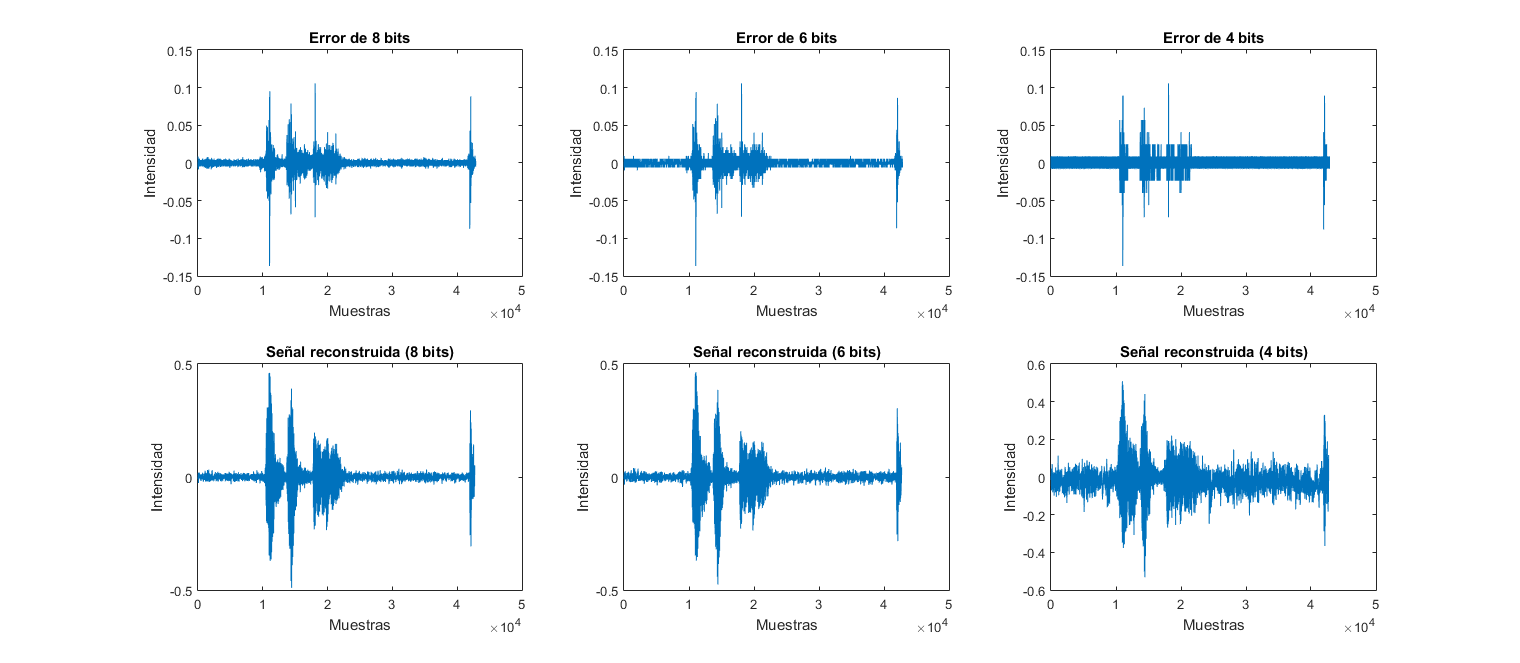 Error de 8 bits
0.15
0.1
0.05
0
-0.05
-0.1
-0.15
Intensidad
0 1 2 3 4 5
Muestras
×10^4
Error de 6 bits
0.15
0.1
0.05
0
-0.05
-0.1
-0.15
Intensidad
0 1 2 3 4 5
Muestras
×10^4
Error de 4 bits
0.15
0.1
0.05
0
-0.05
-0.1
-0.15
Intensidad
0 1 2 3 4 5
Muestras
×10^4
Señal reconstruida (8 bits)
0.5
0
-0.5
Intensidad
0 1 2 3 4 5
Muestras
×10^4
Señal reconstruida (6 bits)
0.5
0
-0.5
Intensidad
0 1 2 3 4 5
Muestras
×10^4
Señal reconstruida (4 bits)
0.6
0.4
0.2
0
-0.2
-0.4
-0.6
Intensidad
0 1 2 3 4 5
Muestras
×10^4